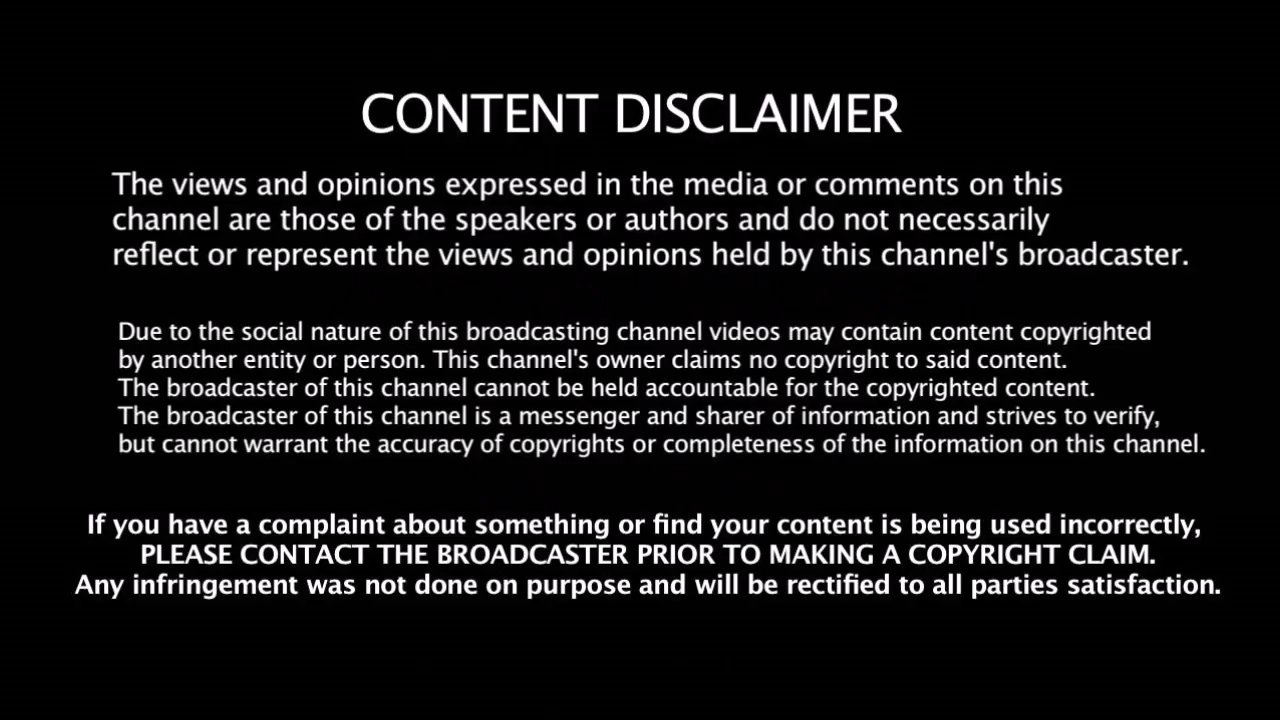 CONTENT DISCLAIMER
The views and opinions expressed in the media or comments on this
channel are those of the speakers or authors and do not necessarily
reflect or represent the views and opinions held by this channel's broadcaster.
Due to the social nature of this broadcasting channel videos may contain content copyrighted
by another entity or person. This channel's owner claims no copyright to said content.
The broadcaster of this channel cannot be held accountable for the copyrighted content.
The broadcaster of this channel is a messenger and sharer of information and strives to verify,
but cannot warrant the accuracy of copyrights or completeness of the information on this channel.
If you have a complaint about something or find your content is being used incorrectly,
PLEASE CONTACT THE BROADCASTER PRIOR TO MAKING A COPYRIGHT CLAIM.
Any infringement was not done on purpose and will be rectified to all parties satisfaction.